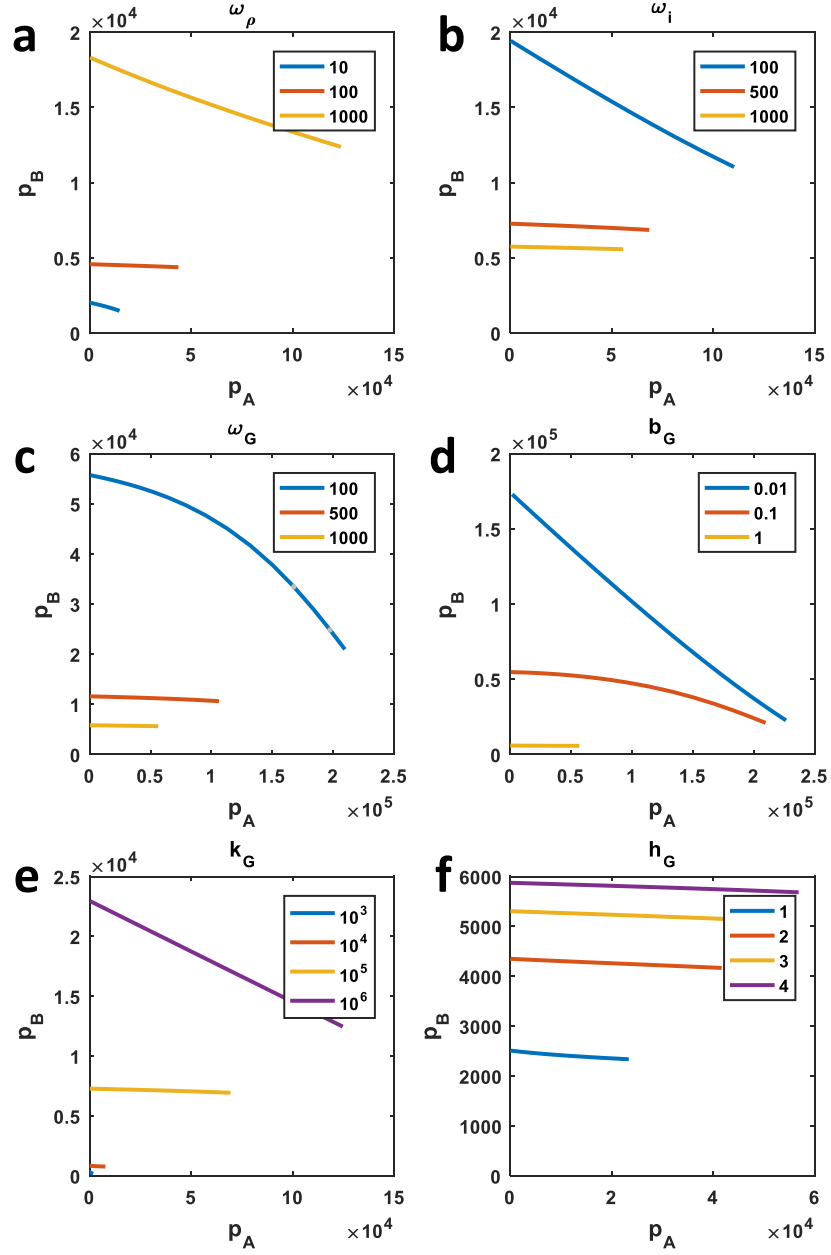 a
ω_ρ
×10^4
2
1.5
1
0.5
0
p_B
10
100
1000
0 5 10 15
p_A
×10^4
b
ω_i
×10^4
2
1.5
1
0.5
0
p_B
100
500
1000
0 5 10 15
p_A
×10^4
c
ω_G
×10^4
6
5
4
3
2
1
0
p_B
100
500
1000
0 0.5 1 1.5 2 2.5
p_A
×10^5
d
b_G
×10^5
2
1.5
1
0.5
0
p_B
0.01
0.1
1
0 0.5 1 1.5 2 2.5
p_A
×10^5
e
k_G
×10^4
2.5
2
1.5
1
0.5
0
p_B
10^3
10^4
10^5
10^6
0 5 10 15
p_A
×10^4
f
h_G
6000
5000
4000
3000
2000
1000
0
p_B
1
2
3
4
0 2 4 6
p_A
×10^4